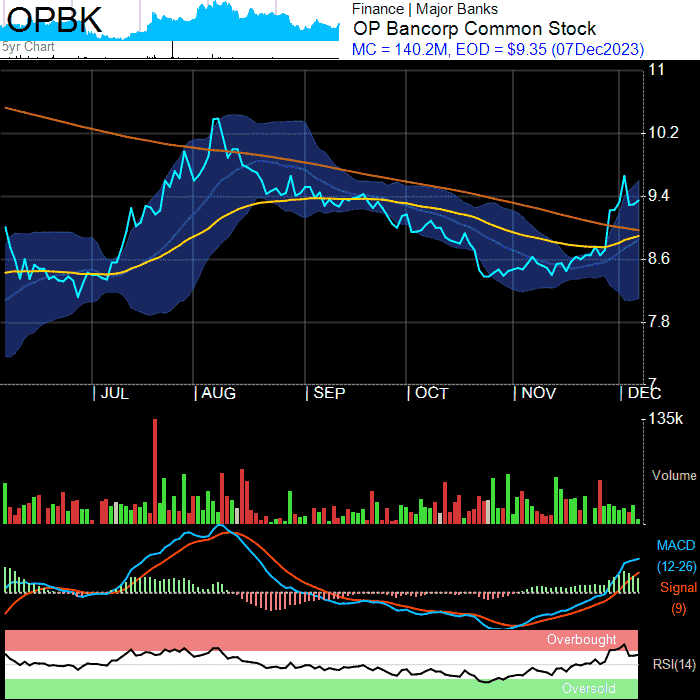 OPBK
5yr Chart
Finance | Major Banks
OP Bancorp Common Stock
MC = 140.2M, EOD = $9.35 (07Dec2023)
11
10.2
9.4
8.6
7.8
7
JUL AUG SEP OCT NOV DEC
135k
Volume
MACD
(12-26)
Signal
(9)
Overbought
RSI(14)
Oversold